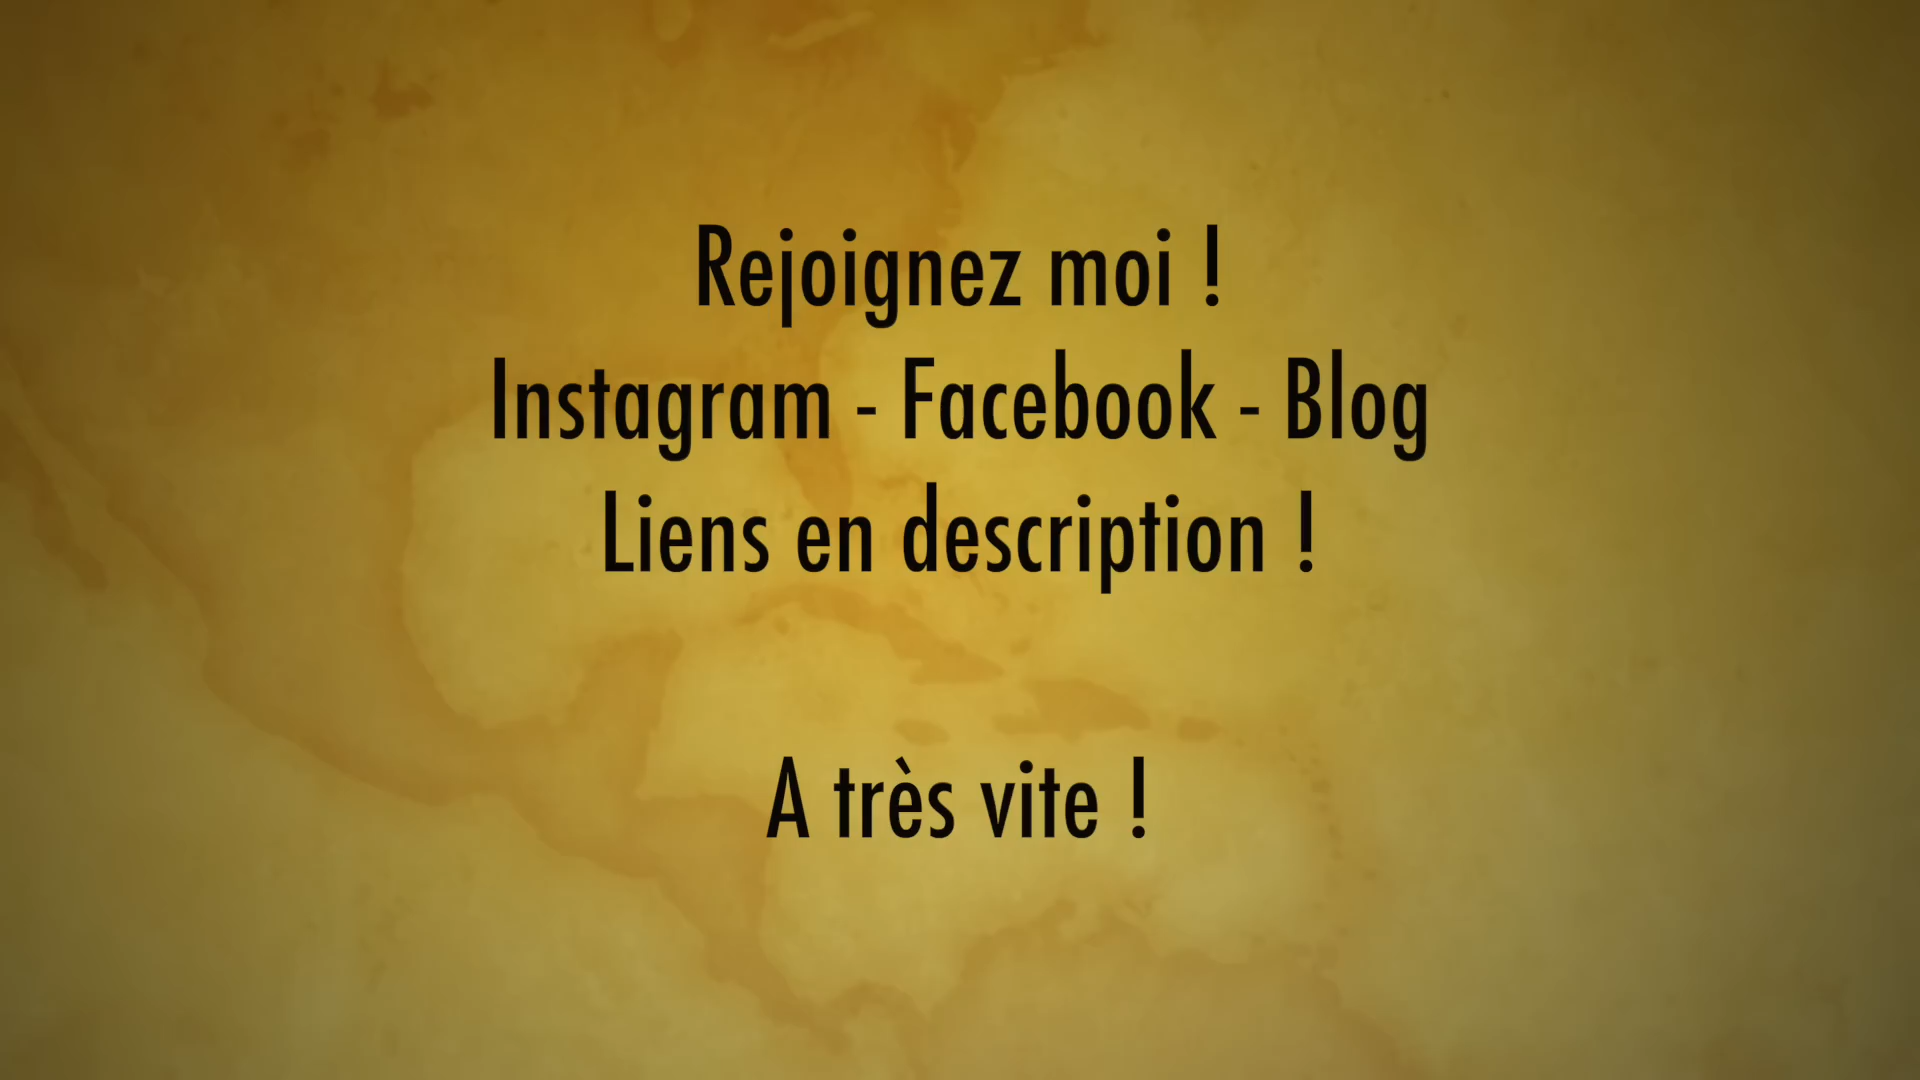 Rejoignez moi !
Instagram - Facebook - Blog
Liens en description !
A très vite !